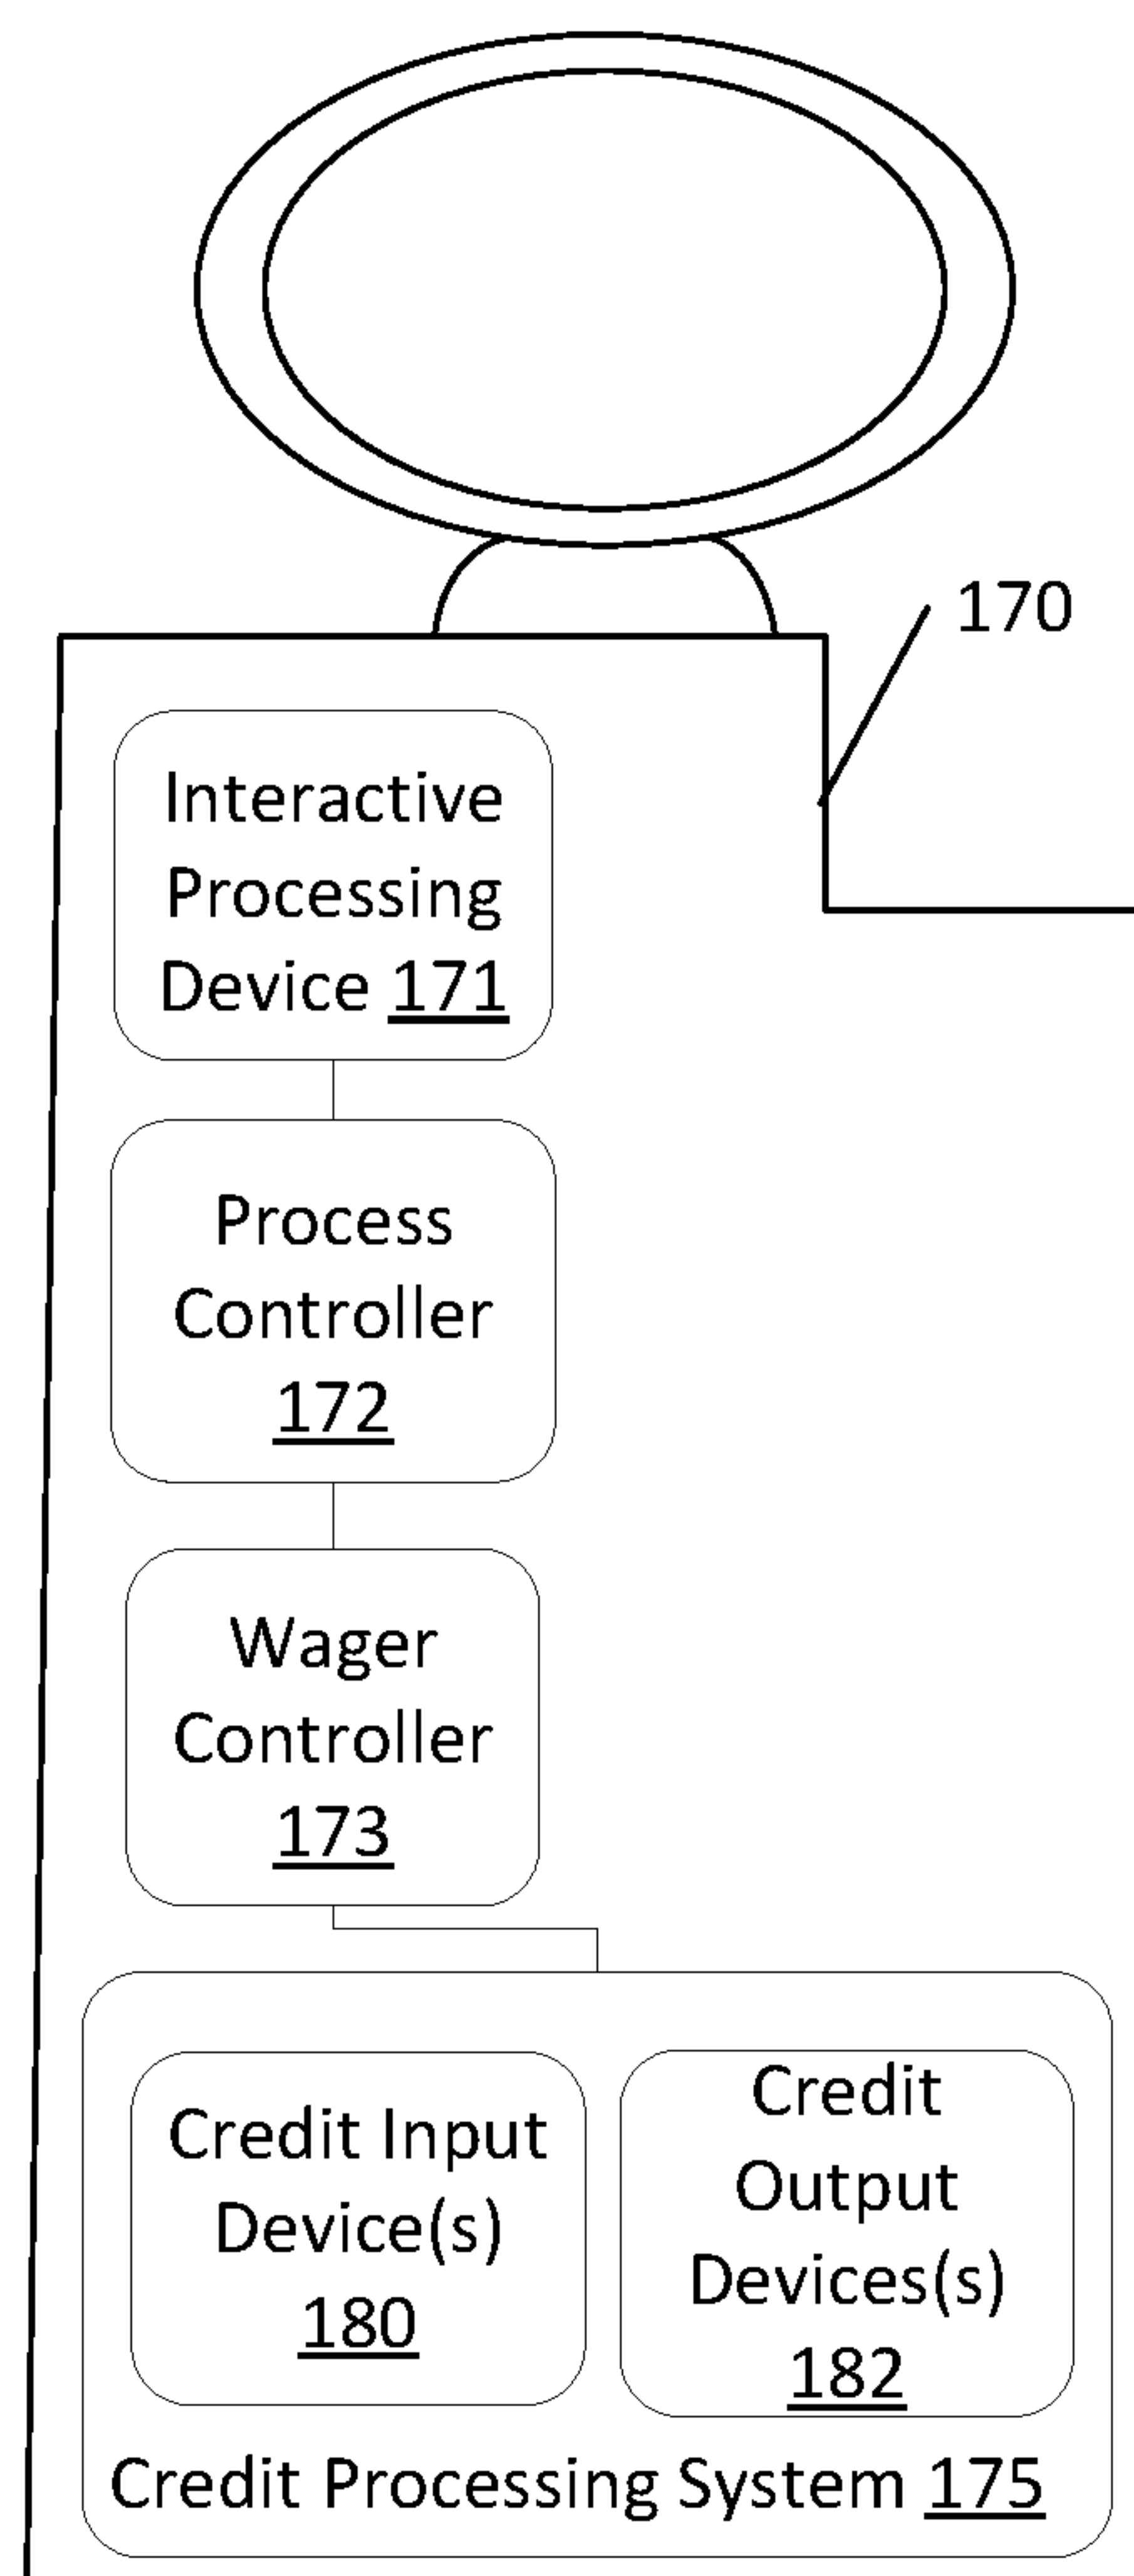 170
Interactive
Processing
Device 171
Process
Controller
172
Wager
Controller
173
Credit Input
Device(s)
180
Credit
Output
Devices(s)
182
Credit Processing System 175